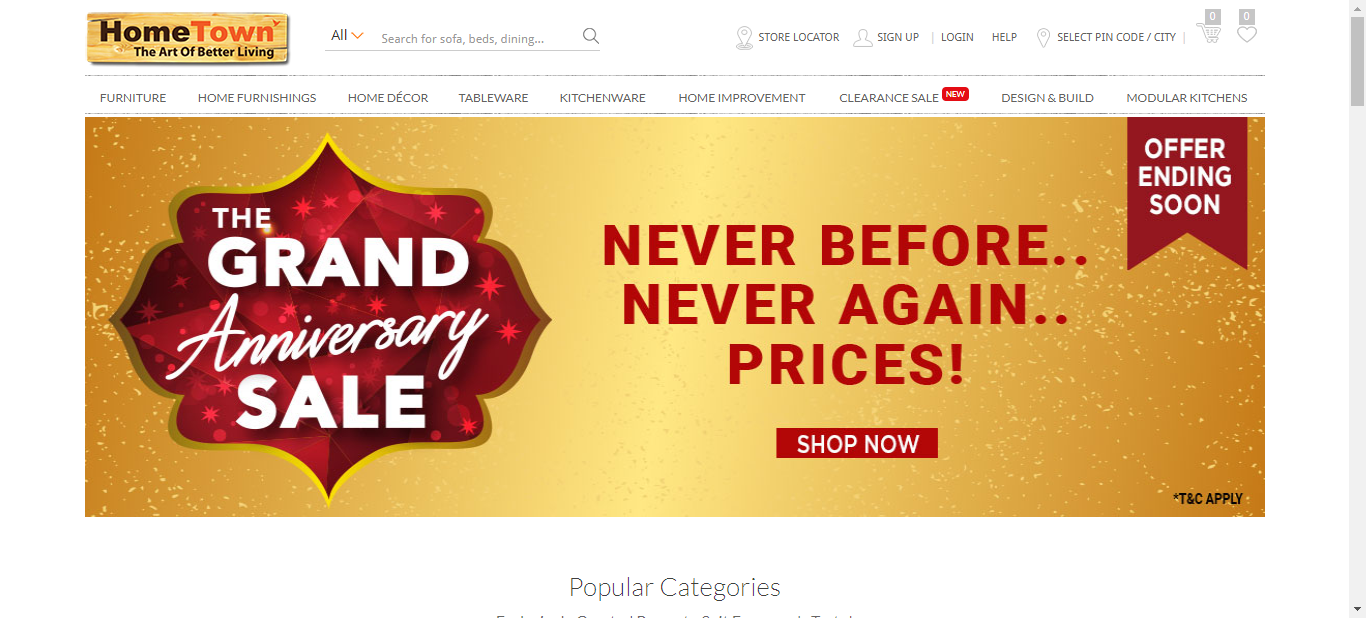 HomeTown
The Art Of Better Living
All
Search for sofa, beds, dining...
STORE LOCATOR
SIGN UP
| LOGIN
HELP
SELECT PIN CODE / CITY |
0
0
FURNITURE
HOME FURNISHINGS
HOME DÉCOR
TABLEWARE
KITCHENWARE
HOME IMPROVEMENT
CLEARANCE SALE NEW
DESIGN & BUILD
MODULAR KITCHENS
THE
GRAND
Anniversary
SALE
NEVER BEFORE..
NEVER AGAIN..
PRICES!
SHOP NOW
OFFER
ENDING
SOON
*T&C APPLY
Popular Categories